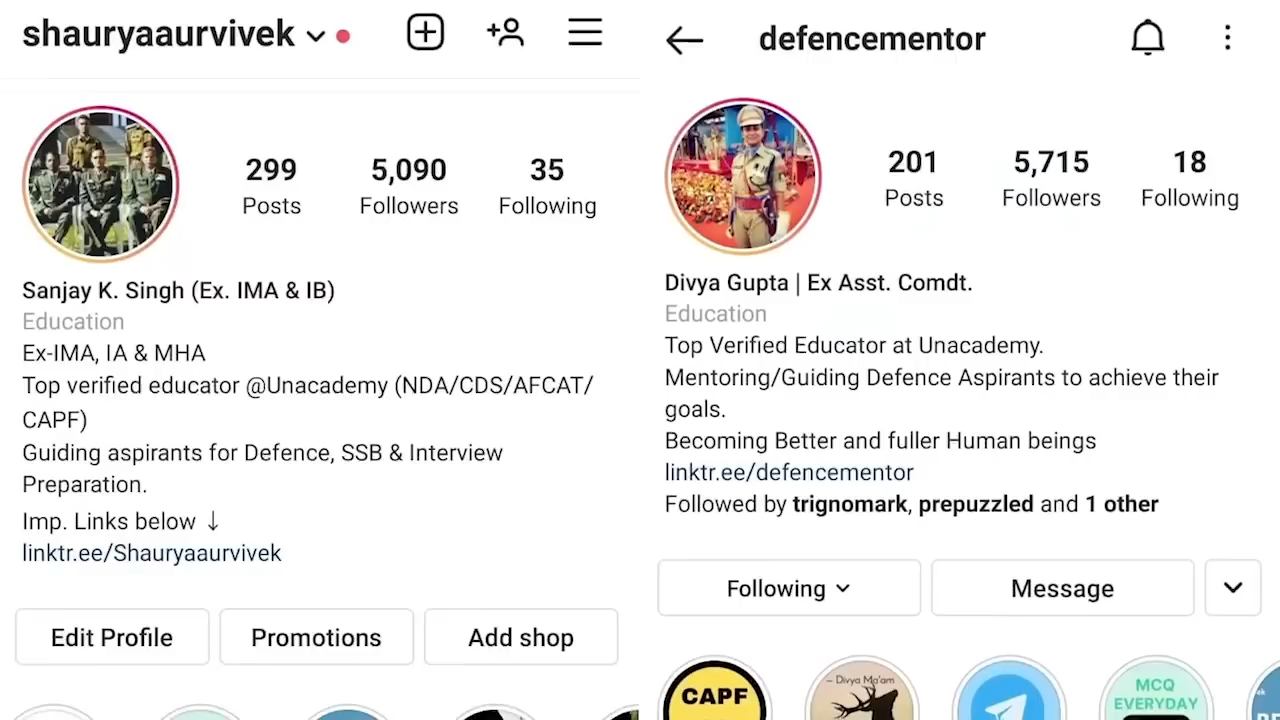 shauryaaurvivek
299
5,090
35
Posts
Followers
Following
Sanjay K. Singh (Ex. IMA & IB)
Education
Ex-IMA, IA & MHA
Top verified educator @Unacademy (NDA/CDS/AFCAT/
CAPF)
Guiding aspirants for Defence, SSB & Interview
Preparation.
Imp. Links below ↓
linktr.ee/Shauryaaurvivek
Edit Profile
Promotions
Add shop
defencementor
201
5,715
18
Posts
Followers
Following
Divya Gupta | Ex Asst. Comdt.
Education
Top Verified Educator at Unacademy.
Mentoring/Guiding Defence Aspirants to achieve their
goals.
Becoming Better and fuller Human beings
linktr.ee/defencementor
Followed by trignomark, prepuzzled and 1 other
Following
Message
CAPF
– Divya Ma'am
MCQ
EVERYDAY